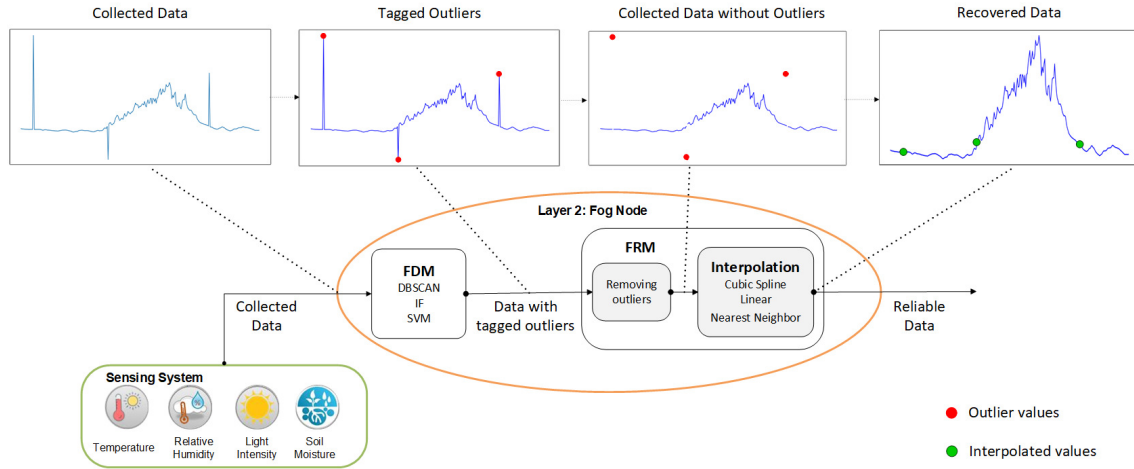 Collected Data
Tagged Outliers
Collected Data without Outliers
Recovered Data
Layer 2: Fog Node
FDM
DBSCAN
IF
SVM
FRM
Removing
outliers
Interpolation
Cubic Spline
Linear
Nearest Neighbor
Collected
Data
Data with
tagged outliers
Reliable
Data
Sensing System
Temperature
Relative
Humidity
Light
Intensity
Soil
Moisture
Outlier values
Interpolated values